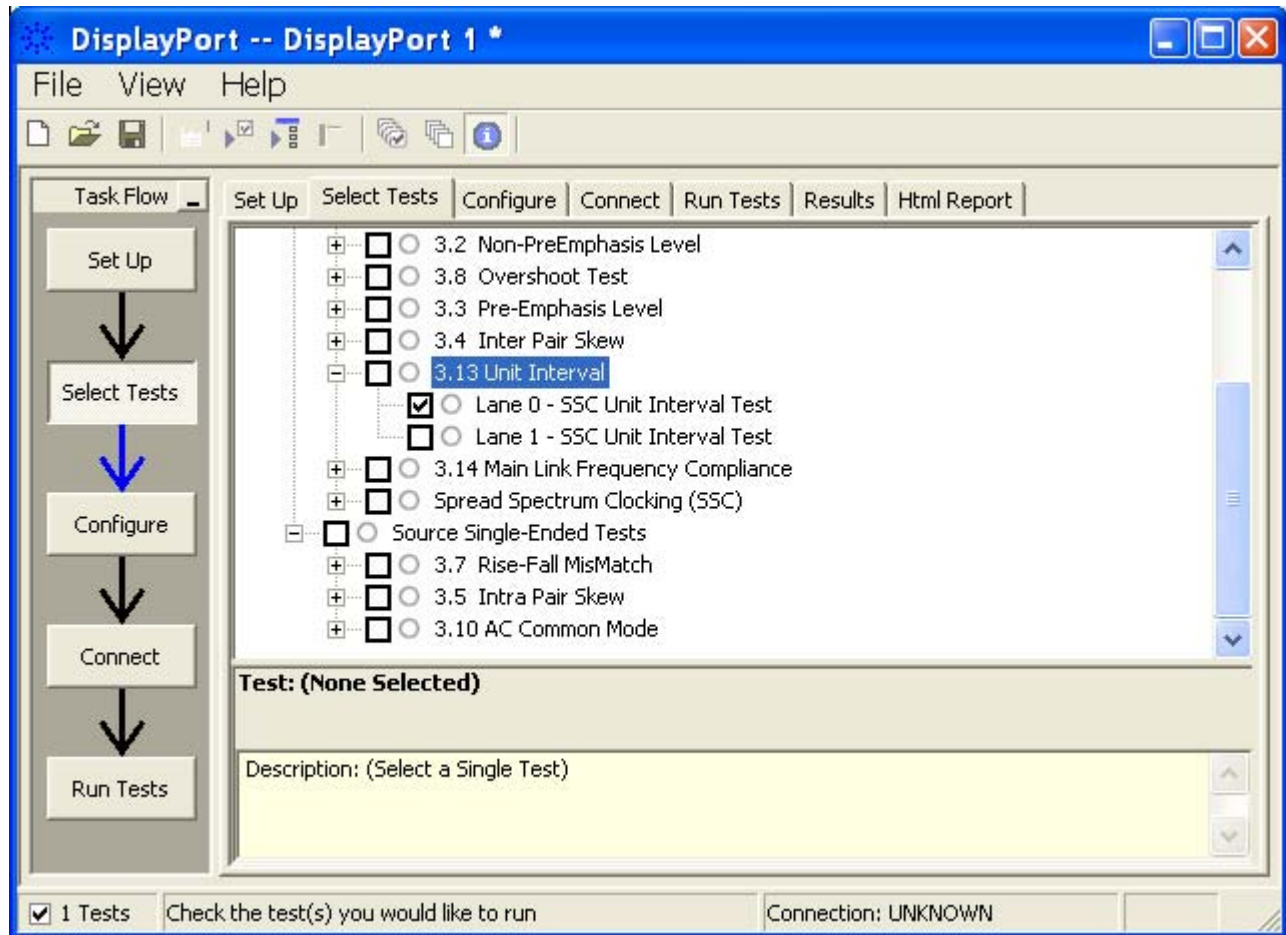 DisplayPort -- DisplayPort 1 *
File View Help
Task Flow
Set Up
Select Tests
Configure
Connect
Run Tests
Set Up Select Tests Configure Connect Run Tests Results Html Report
3.2 Non-PreEmphasis Level
3.8 Overshoot Test
3.3 Pre-Emphasis Level
3.4 Inter Pair Skew
3.13 Unit Interval
Lane 0 - SSC Unit Interval Test
Lane 1 - SSC Unit Interval Test
3.14 Main Link Frequency Compliance
Spread Spectrum Clocking (SSC)
Source Single-Ended Tests
3.7 Rise-Fall MisMatch
3.5 Intra Pair Skew
3.10 AC Common Mode
Test: (None Selected)
Description: (Select a Single Test)
1 Tests Check the test(s) you would like to run Connection: UNKNOWN